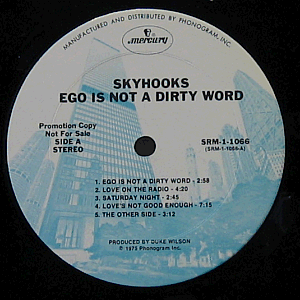 MANUFACTURED AND DISTRIBUTED BY PHONOGRAM, INC.
mercury
SKYHOOKS
EGO IS NOT A DIRTY WORD
Promotion Copy
Not For Sale
SIDE A
STEREO
SRM-1-1066
(SRM-1-1066-A)
1. EGO IS NOT A DIRTY WORD - 2:58
2. LOVE ON THE RADIO - 4:20
3. SATURDAY NIGHT - 2:45
4. LOVE'S NOT GOOD ENOUGH - 7:15
5. THE OTHER SIDE - 3:12
PRODUCED BY DUKE WILSON
℗ 1975 Phonogram Inc.